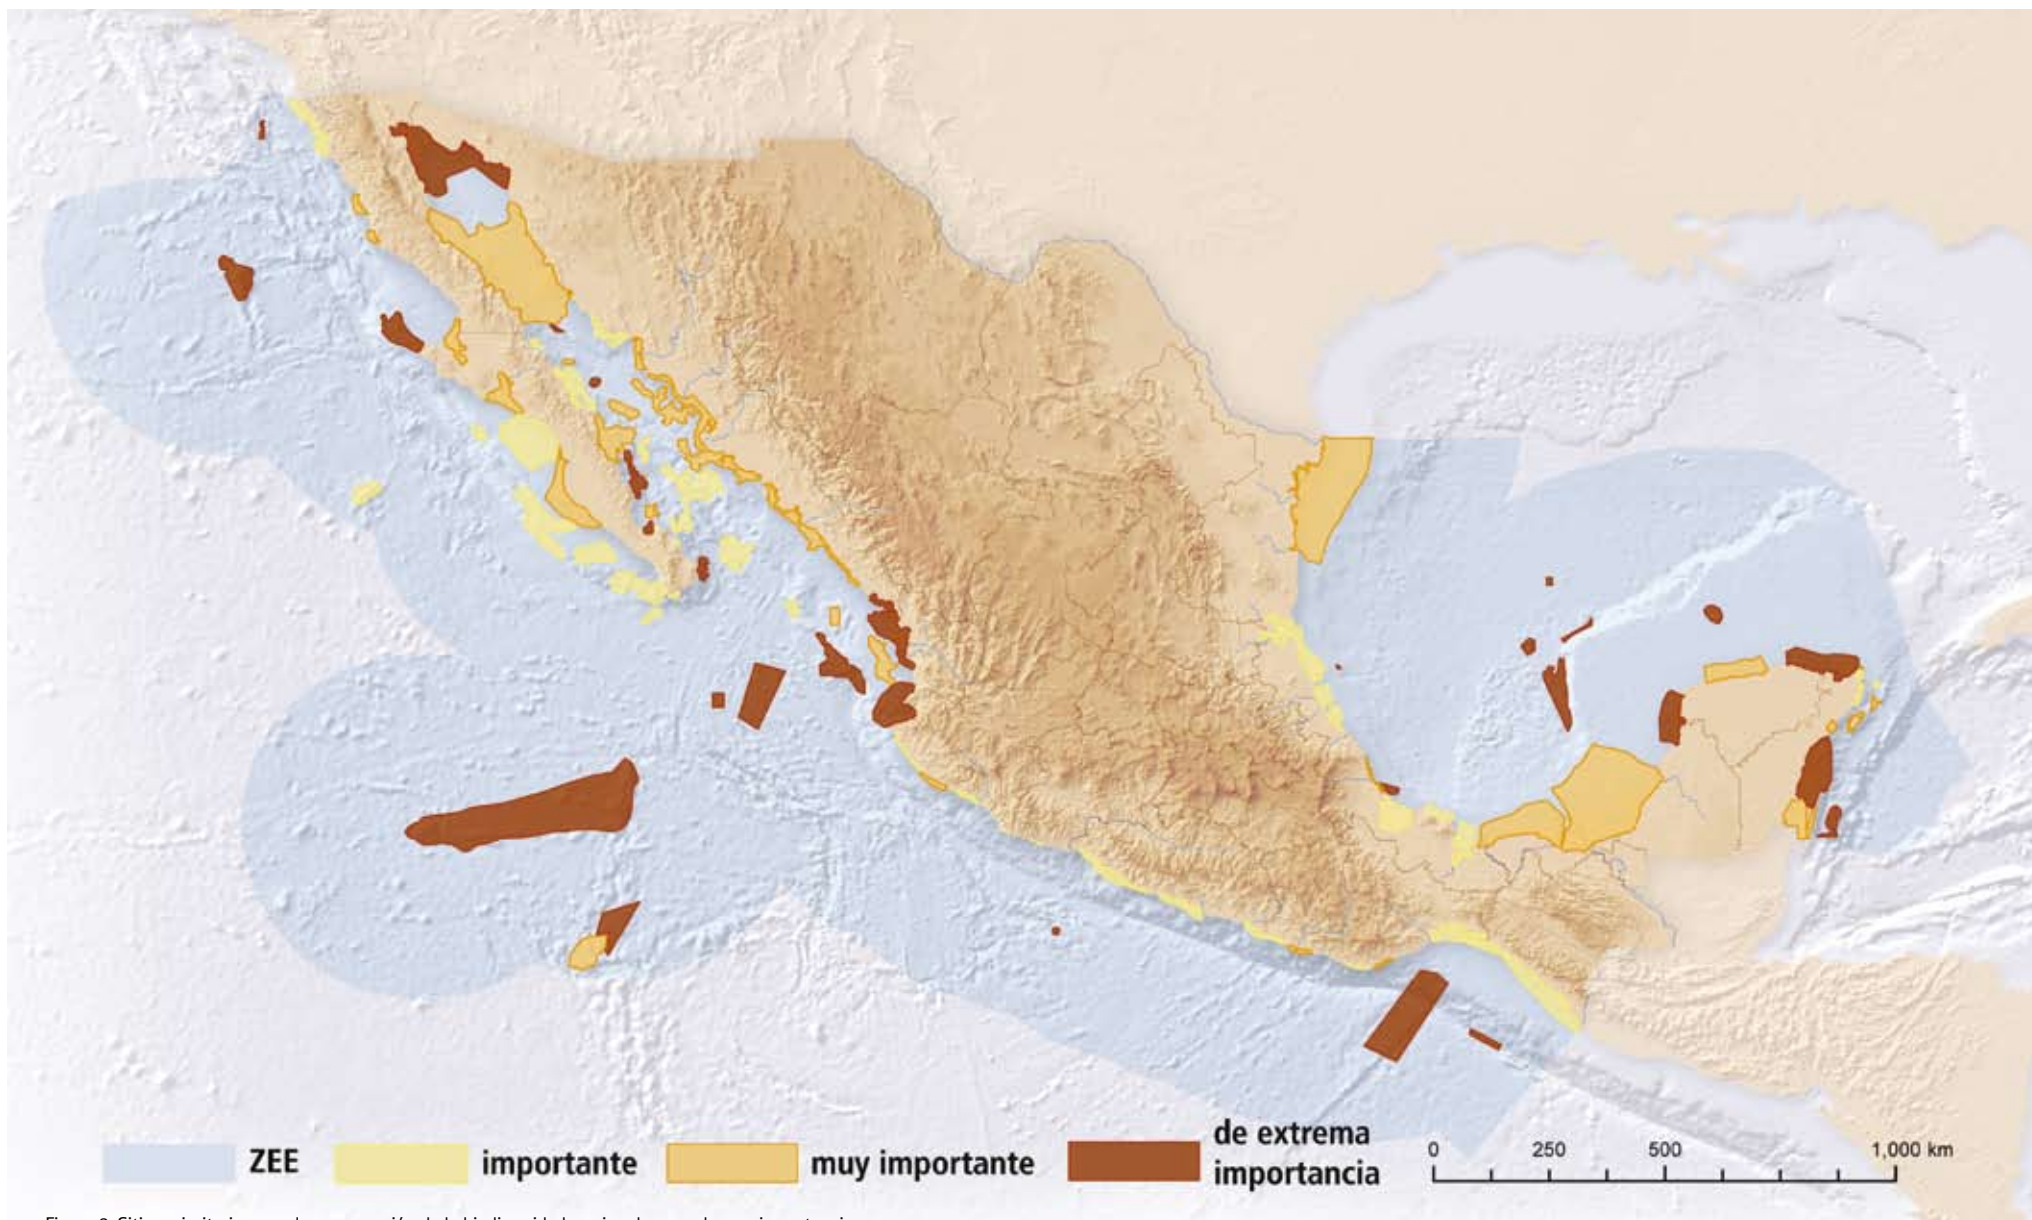 ZEE
importante
muy importante
de extrema
importancia
0 250 500 1,000 km